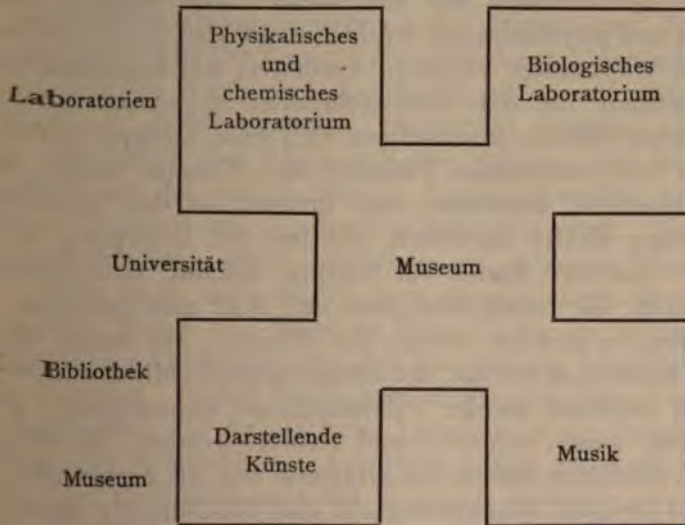 Physikalisches
und
chemisches
Laboratorium
Biologisches
Laboratorium
Laboratorien
Universität
Museum
Bibliothek
Darstellende
Künste
Musik
Museum